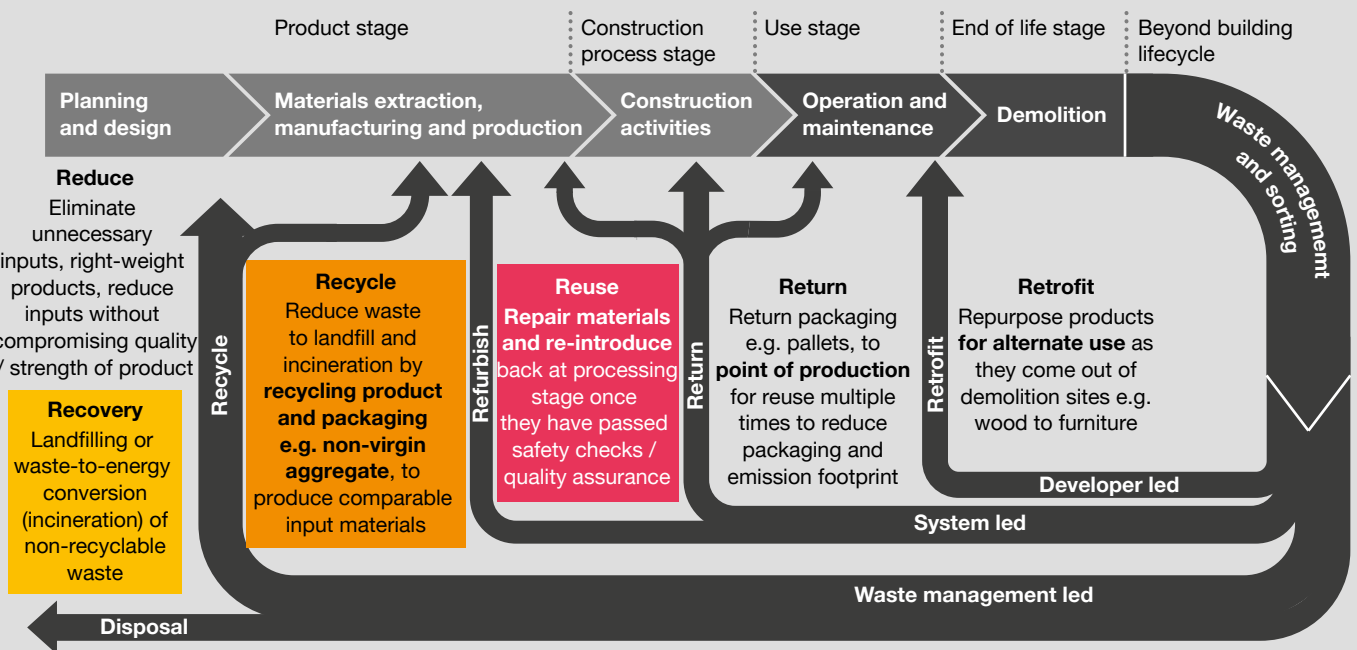 Product stage
Construction
process stage
Use stage
End of life stage
Beyond building
lifecycle
Planning
and design
Materials extraction,
manufacturing and production
Construction
activities
Operation and
maintenance
Demolition
Waste managememt
and sorting
Reduce
Eliminate
unnecessary
inputs, right-weight
products, reduce
inputs without
compromising quality
/ strength of product
Recovery
Landfilling or
waste-to-energy
conversion
(incineration) of
non-recyclable
waste
Recycle
Recycle
Reduce waste
to landfill and
incineration by
recycling product
and packaging
e.g. non-virgin
aggregate, to
produce comparable
input materials
Refurbish
Reuse
Repair materials
and re-introduce
back at processing
stage once
they have passed
safety checks /
quality assurance
Return
Return
Return packaging
e.g. pallets, to
point of production
for reuse multiple
times to reduce
packaging and
emission footprint
Retrofit
Retrofit
Repurpose products
for alternate use as
they come out of
demolition sites e.g.
wood to furniture
Developer led
System led
Waste management led
Disposal